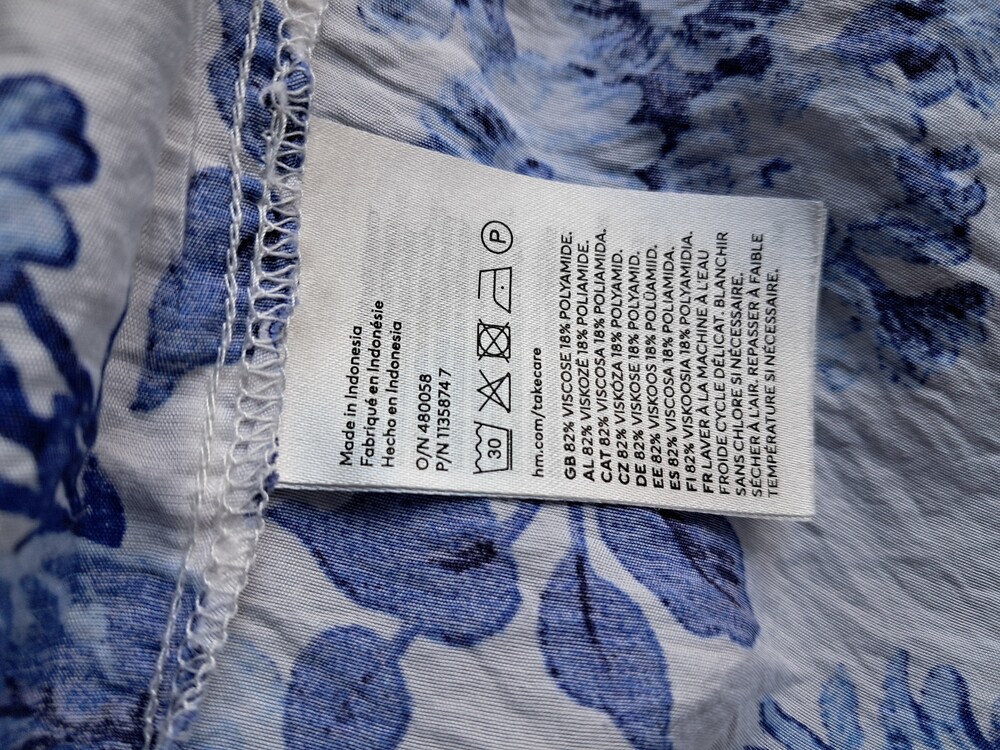 Made in Indonesia
Fabriqué en Indonésie
Hecho en Indonesia
O/N 480058
P/N 11358747
30
P
hm.com/takecare
GB 82% VISCOSE 18% POLYAMIDE.
AL 82% VISKOZË 18% POLIAMIDE.
CAT 82% VISCOSA 18% POLIAMIDA.
CZ 82% VISKÓZA 18% POLYAMID.
DE 82% VISKOSE 18% POLYAMID.
EE 82% VISKOOS 18% POLÜAMIID.
ES 82% VISCOSA 18% POLIAMIDA.
FI 82% VISKOOSIA 18% POLYAMIDIA.
FR LAVER À LA MACHINE À L'EAU
FROIDE CYCLE DÉLICAT. BLANCHIR
SANS CHLORE SI NÉCESSAIRE.
SÉCHER À L'AIR. REPASSER À FAIBLE
TEMPÉRATURE SI NÉCESSAIRE.